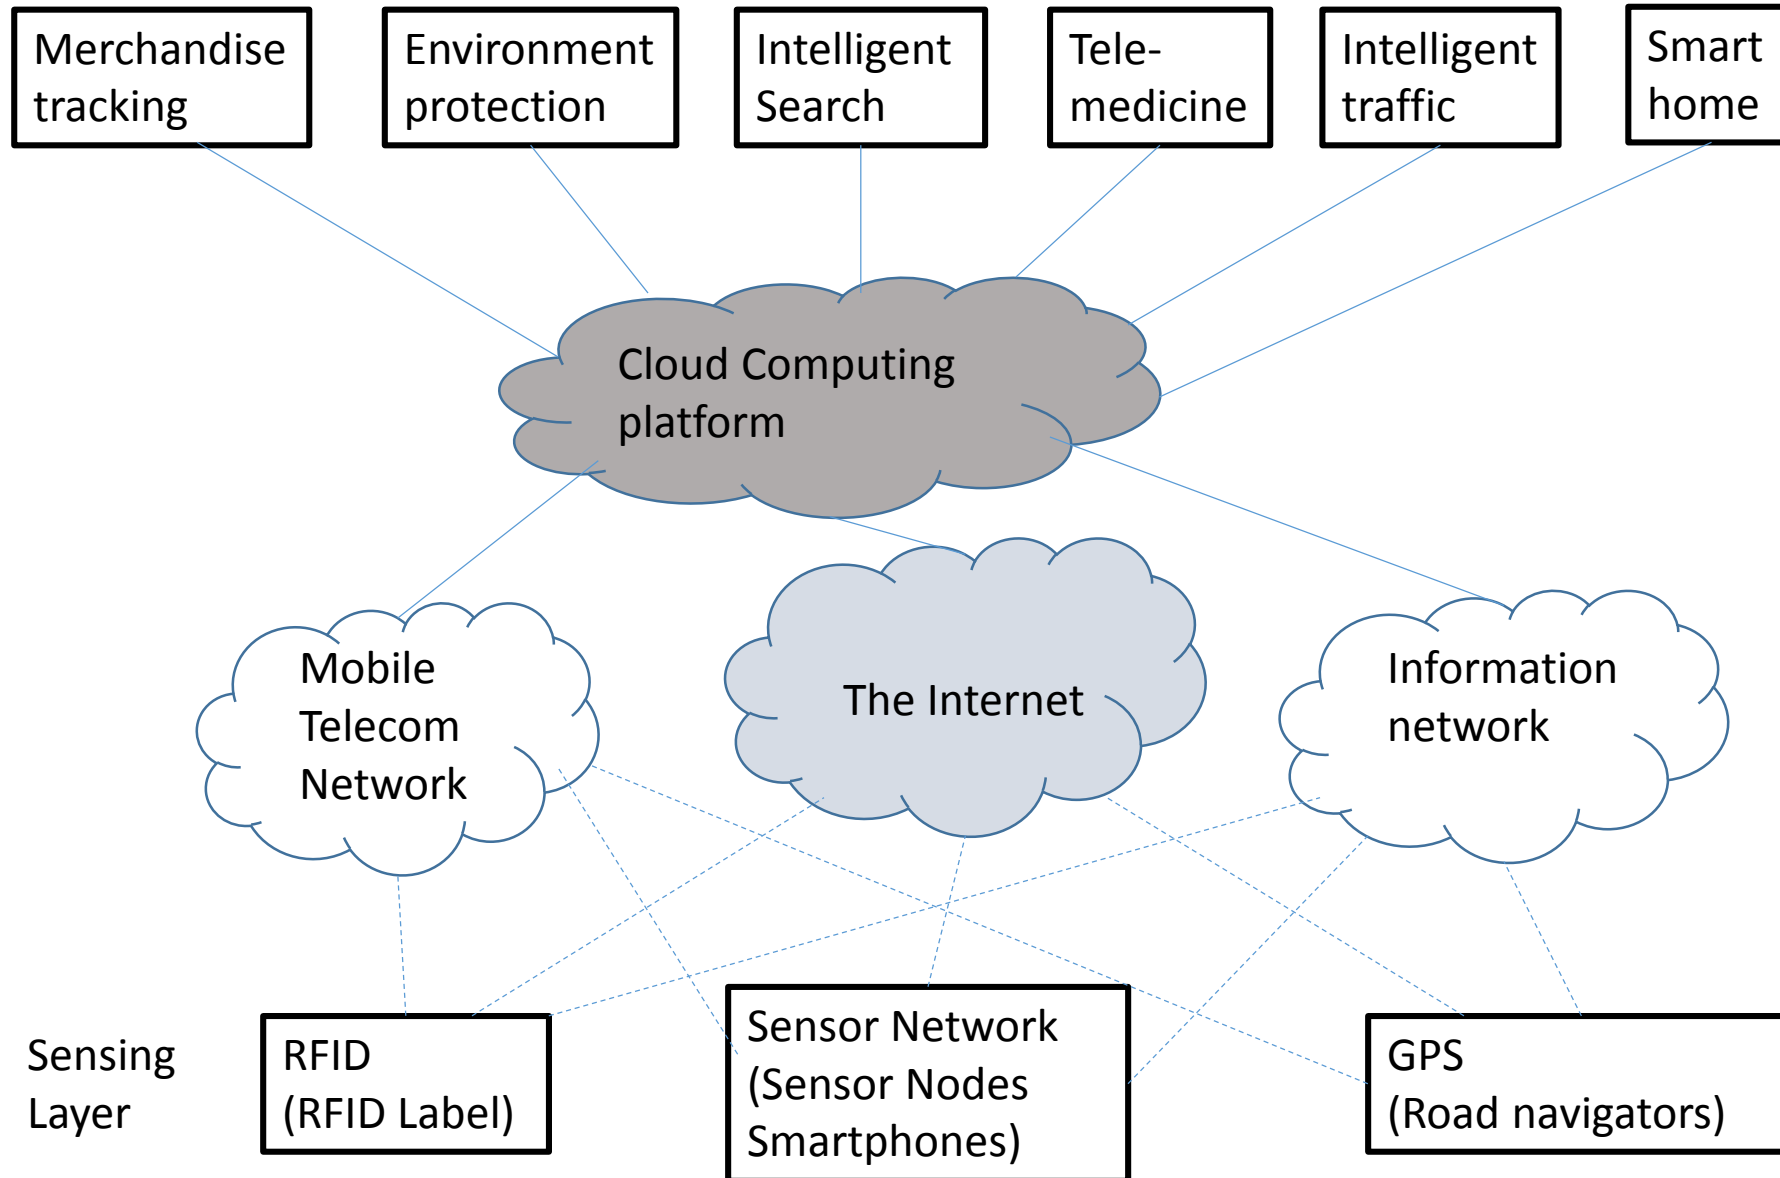 Merchandise
tracking
Environment
protection
Intelligent
Search
Tele-
medicine
Intelligent
traffic
Smart
home
Cloud Computing
platform
Mobile
Telecom
Network
The Internet
Information
network
Sensing
Layer
RFID
(RFID Label)
Sensor Network
(Sensor Nodes
Smartphones)
GPS
(Road navigators)